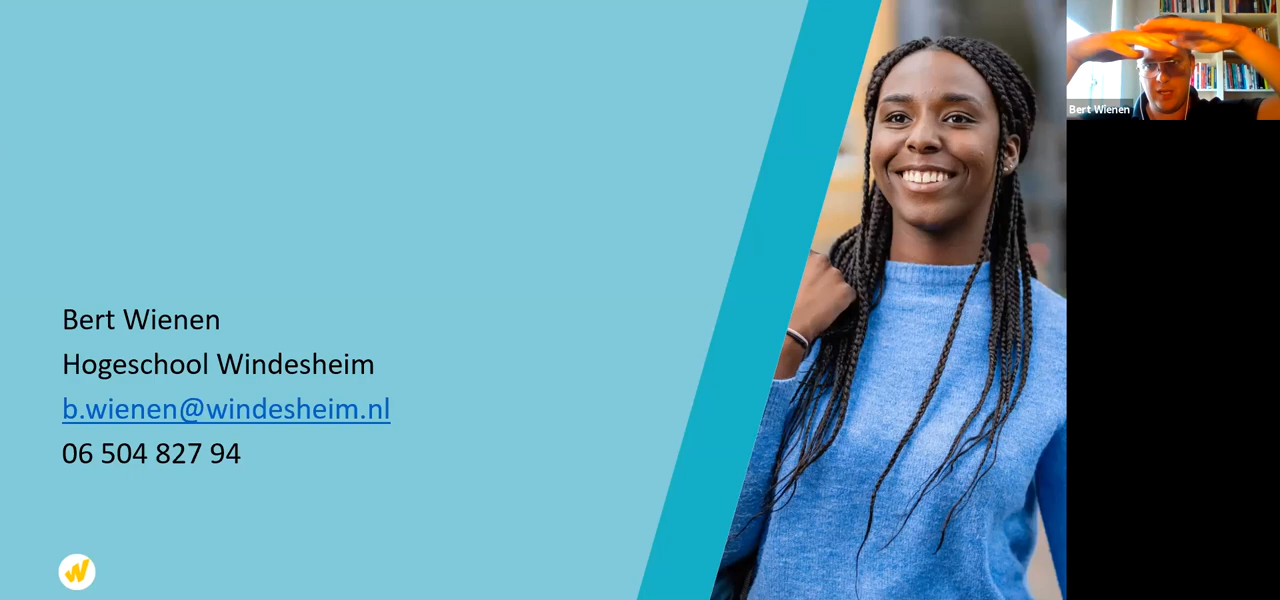 Bert Wienen
Hogeschool Windesheim
b.wienen@windesheim.nl
06 504 827 94
Bert Wienen